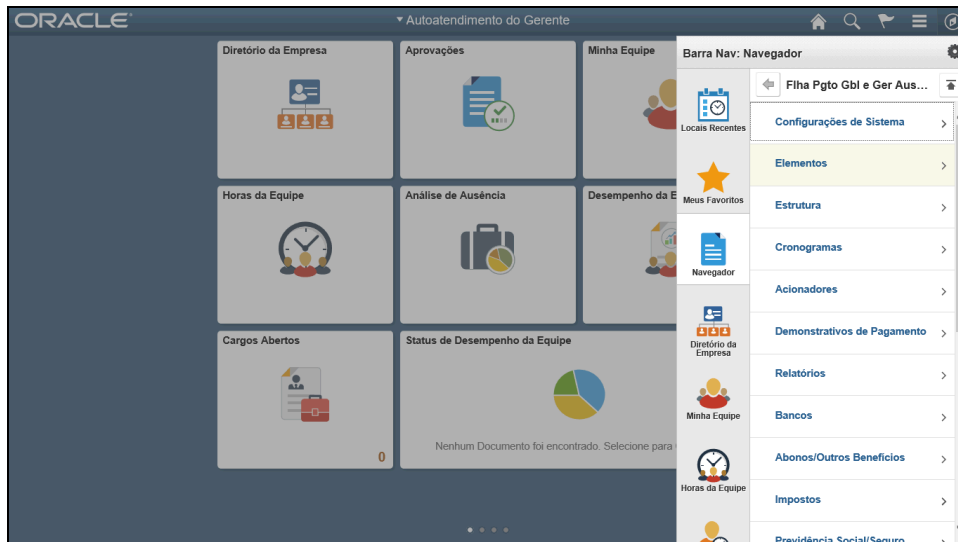 ORACLE
Autoatendimento do Gerente
Diretório da Empresa
Aprovações
Minha Equipe
Horas da Equipe
Análise de Ausência
Desempenho da E
Cargos Abertos
0
Status de Desempenho da Equipe
Nenhum Documento foi encontrado. Selecione para
Barra Nav: Navegador
Locais Recentes
Meus Favoritos
Navegador
Diretório da
Empresa
Minha Equipe
Horas da Equipe
Flha Pgto Gbl e Ger Aus...
Configurações de Sistema
Elementos
Estrutura
Cronogramas
Acionadores
Demonstrativos de Pagamento
Relatórios
Bancos
Abonos/Outros Benefícios
Impostos
Previdência Social/Seguro